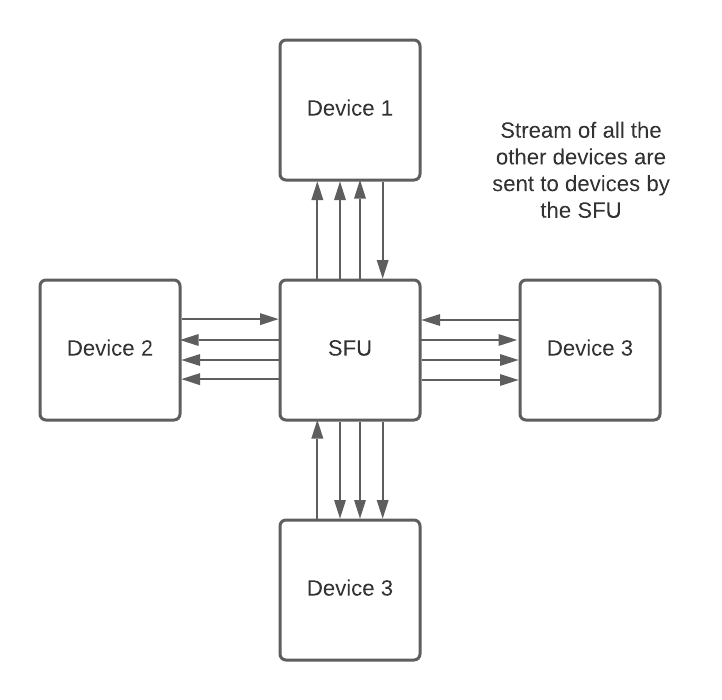 Device 1
Stream of all the
other devices are
sent to devices by
the SFU
Device 2
SFU
Device 3
Device 3